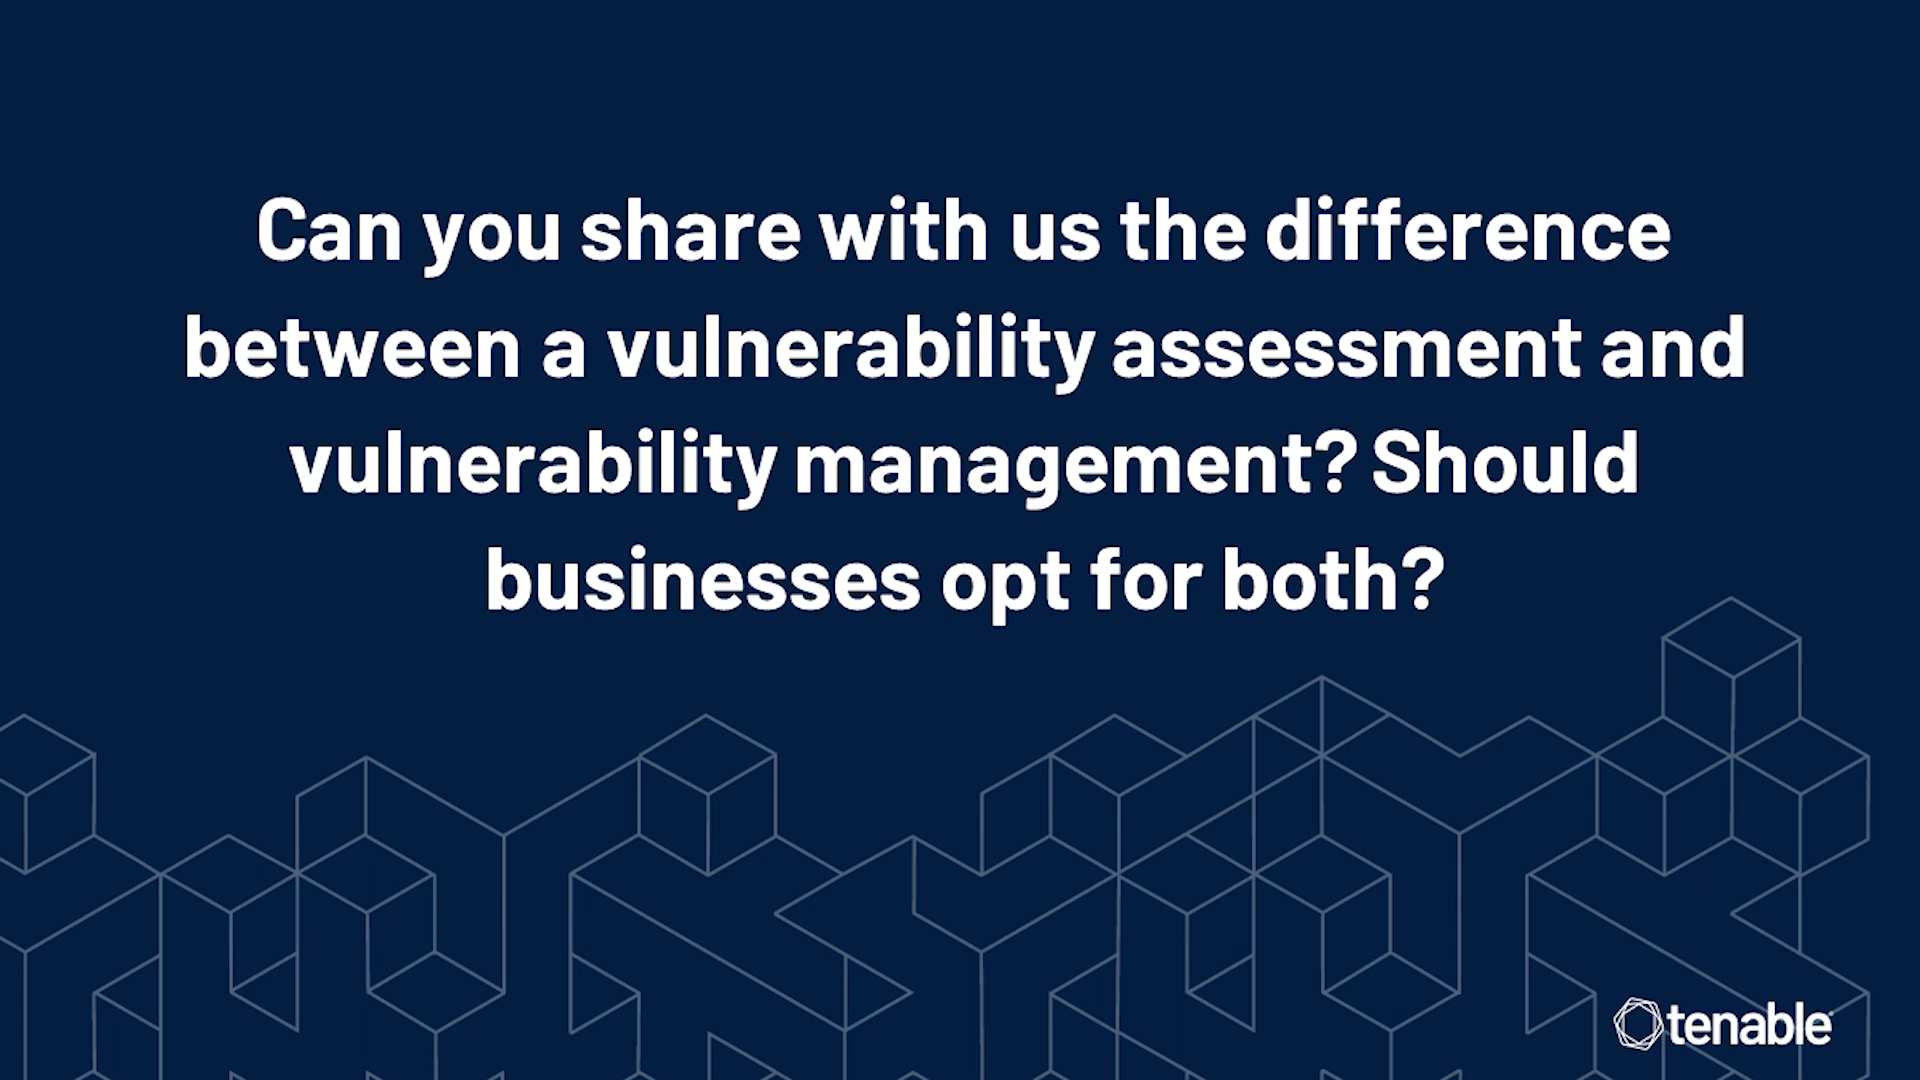 Can you share with us the difference
between a vulnerability assessment and
vulnerability management? Should
businesses opt for both?
tenable